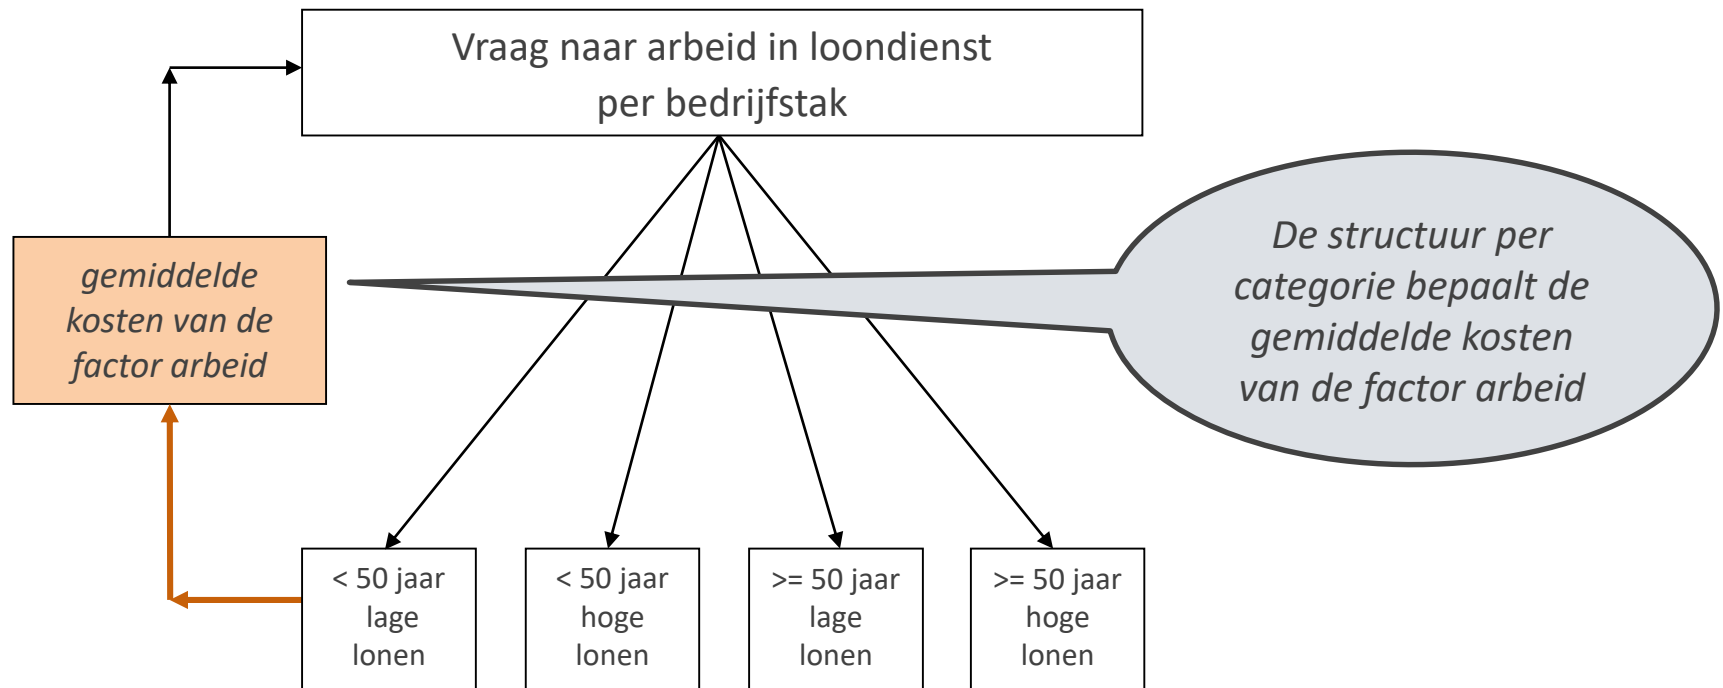 Vraag naar arbeid in loondienst
per bedrijfstak
gemiddelde
kosten van de
factor arbeid
De structuur per
categorie bepaalt de
gemiddelde kosten
van de factor arbeid
< 50 jaar
lage
lonen
< 50 jaar
hoge
lonen
>= 50 jaar
lage
lonen
>= 50 jaar
hoge
lonen